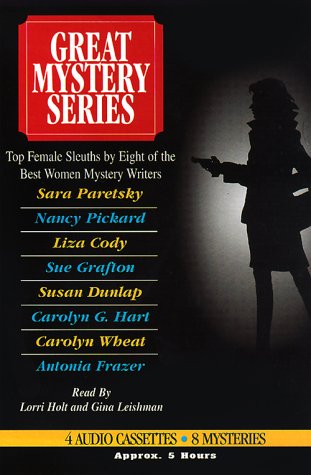 GREAT
MYSTERY
SERIES
Top Female Sleuths by Eight of the
Best Women Mystery Writers
Sara Paretsky
Nancy Pickard
Liza Cody
Sue Grafton
Susan Dunlap
Carolyn G. Hart
Carolyn Wheat
Antonia Frazer
Read By
Lorri Holt and Gina Leishman
4 AUDIO CASSETTES • 8 MYSTERIES
Approx. 5 Hours